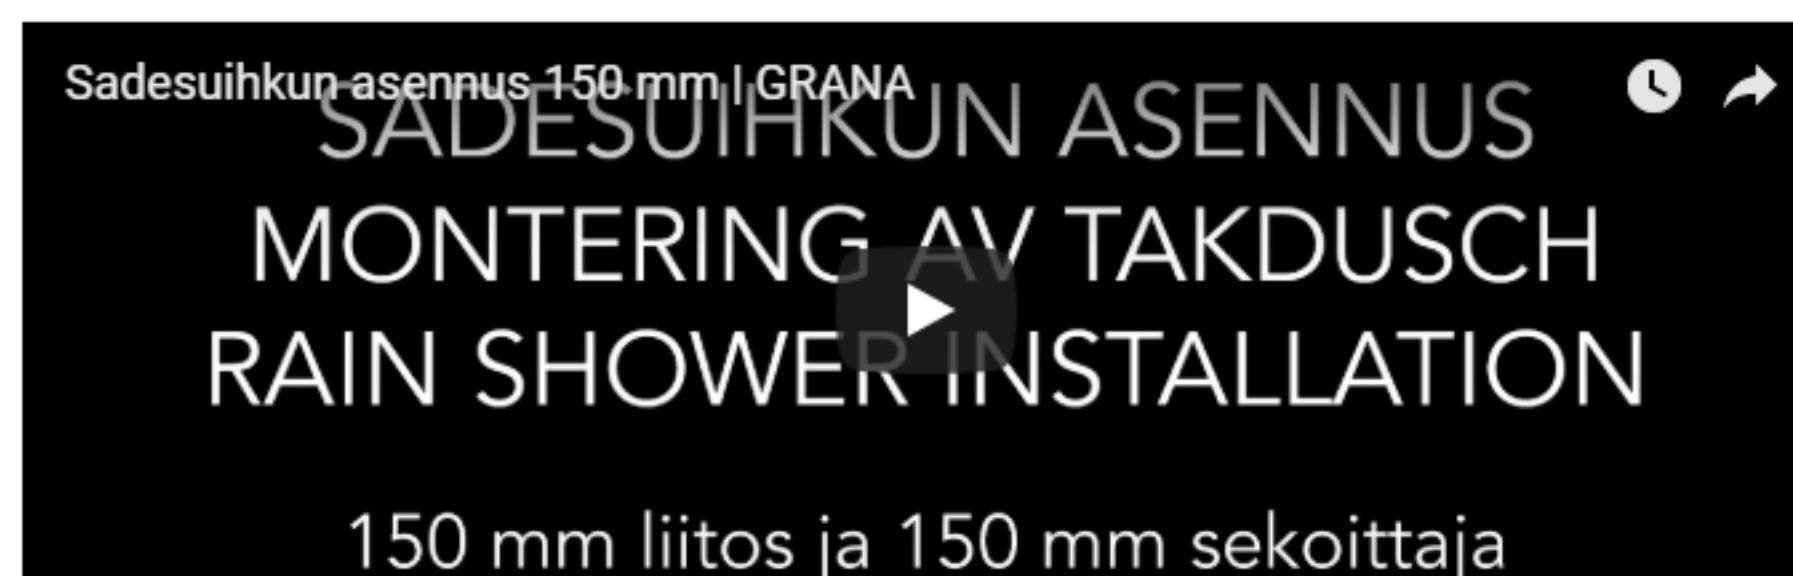 Sadesuihkun asennus 150 mm | GRANA
SADESUIHKUN ASENNUS
MONTERING AV TAKDUSCH
RAIN SHOWER INSTALLATION
150 mm liitos ja 150 mm sekoittaja